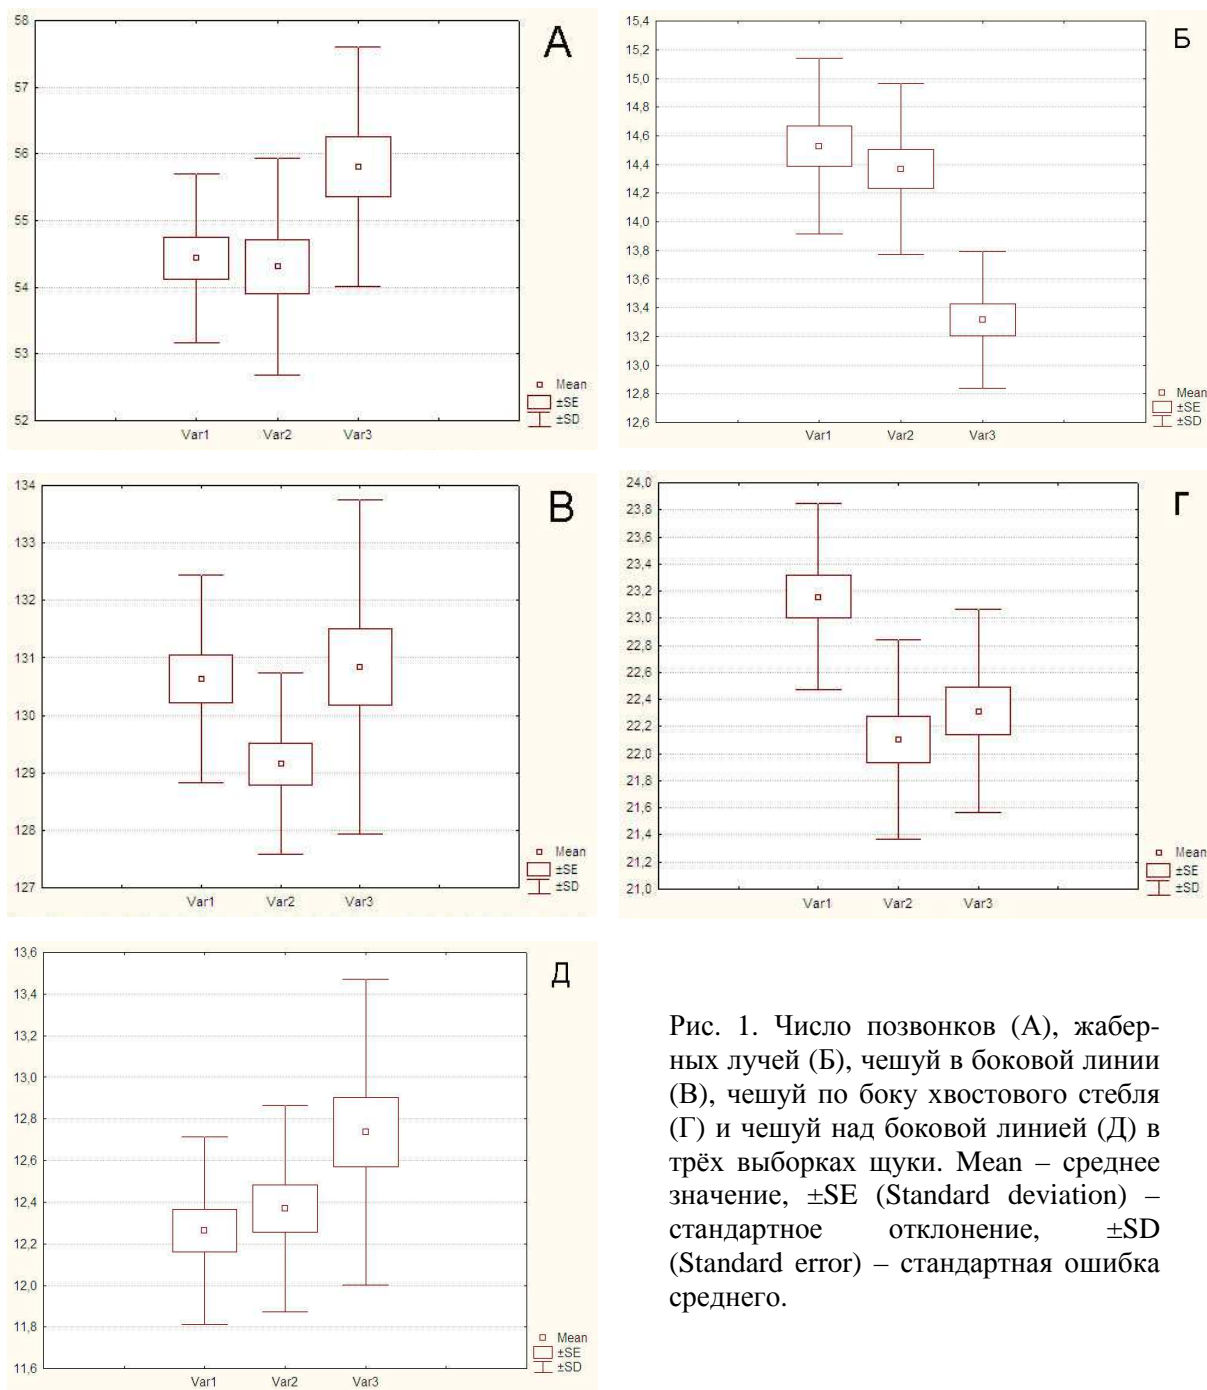 58
57
56
55
54
53
52
Var1 Var2 Var3
А
Mean
±SE
±SD
15,4
15,2
15,0
14,8
14,6
14,4
14,2
14,0
13,8
13,6
13,4
13,2
13,0
12,8
12,6
Var1 Var2 Var3
Б
Mean
±SE
±SD
134
133
132
131
130
129
128
127
Var1 Var2 Var3
В
Mean
±SE
±SD
24,0
23,8
23,6
23,4
23,2
23,0
22,8
22,6
22,4
22,2
22,0
21,8
21,6
21,4
21,2
21,0
Var1 Var2 Var3
Г
Mean
±SE
±SD
13,6
13,4
13,2
13,0
12,8
12,6
12,4
12,2
12,0
11,8
11,6
Var1 Var2 Var3
Д
Mean
±SE
±SD
Рис. 1. Число позвонков (А), жабер-
ных лучей (Б), чешуй в боковой линии
(В), чешуй по боку хвостового стебля
(Г) и чешуй над боковой линией (Д) в
трёх выборках щуки. Mean – среднее
значение, ±SE (Standard deviation) –
стандартное отклонение, ±SD
(Standard error) – стандартная ошибка
среднего.